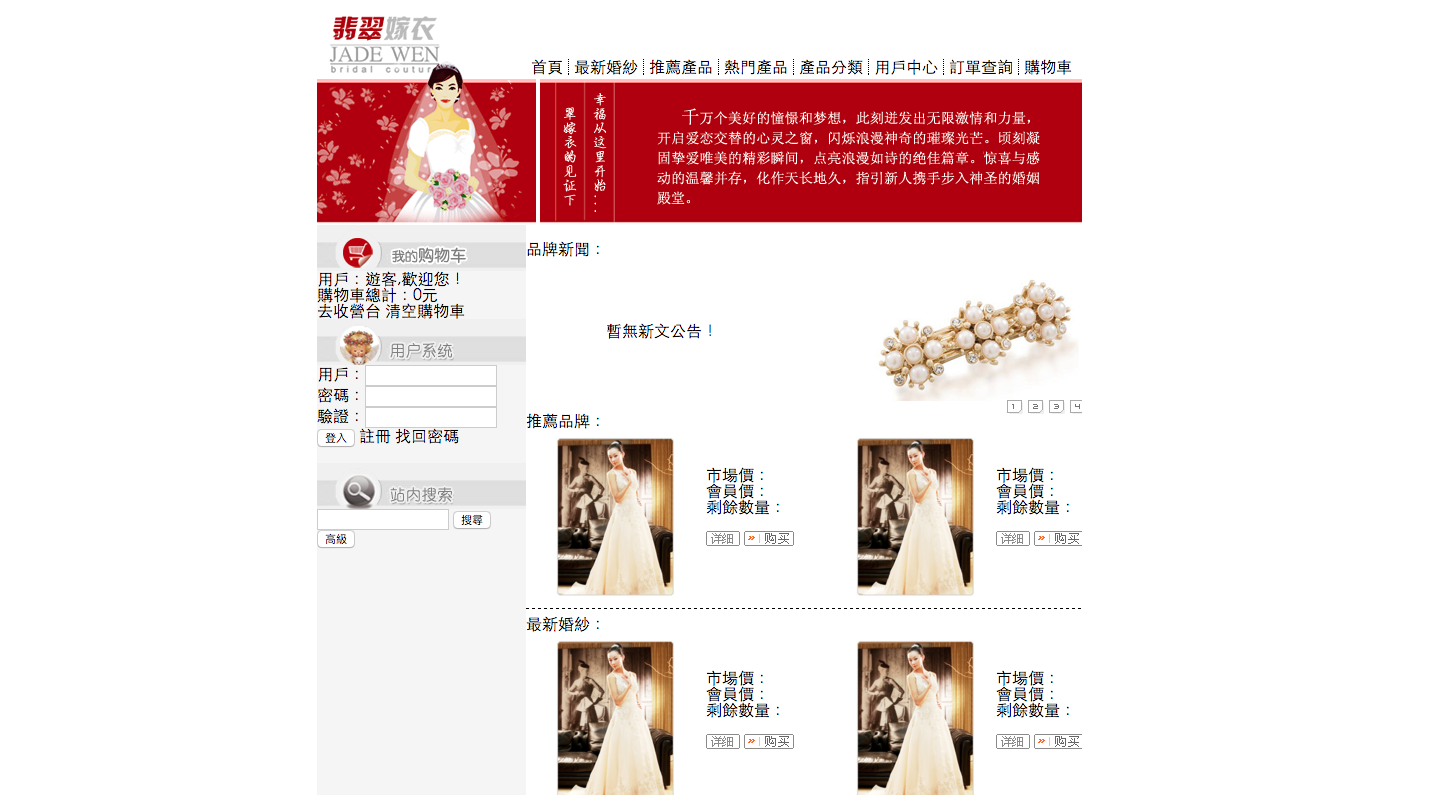 翡翠嫁衣
JADE WEN
bridal couture
首頁 最新婚紗 推薦產品 熱門產品 產品分類 用戶中心 訂單查詢 購物車
幸福从这里开始...
翠嫁衣的见证下
千万个美好的憧憬和梦想，此刻迸发出无限激情和力量，
开启爱恋交替的心灵之窗，闪烁浪漫神奇的璀璨光芒。顷刻凝
固挚爱唯美的精彩瞬间，点亮浪漫如诗的绝佳篇章。惊喜与感
动的温馨并存，化作天长地久，指引新人携手步入神圣的婚姻
殿堂。
我的购物车
用戶：遊客,歡迎您！
購物車總計：0元
去收營台 清空購物車
用户系统
用戶：
密碼：
驗證：
登入 註冊 找回密碼
站内搜索
搜尋
高級
品牌新聞：
暫無新文公告！
1 2 3 4
推薦品牌：
市場價：
會員價：
剩餘數量：
详细 » 购买
市場價：
會員價：
剩餘數量：
详细 » 购买
最新婚紗：
市場價：
會員價：
剩餘數量：
详细 » 购买
市場價：
會員價：
剩餘數量：
详细 » 购买